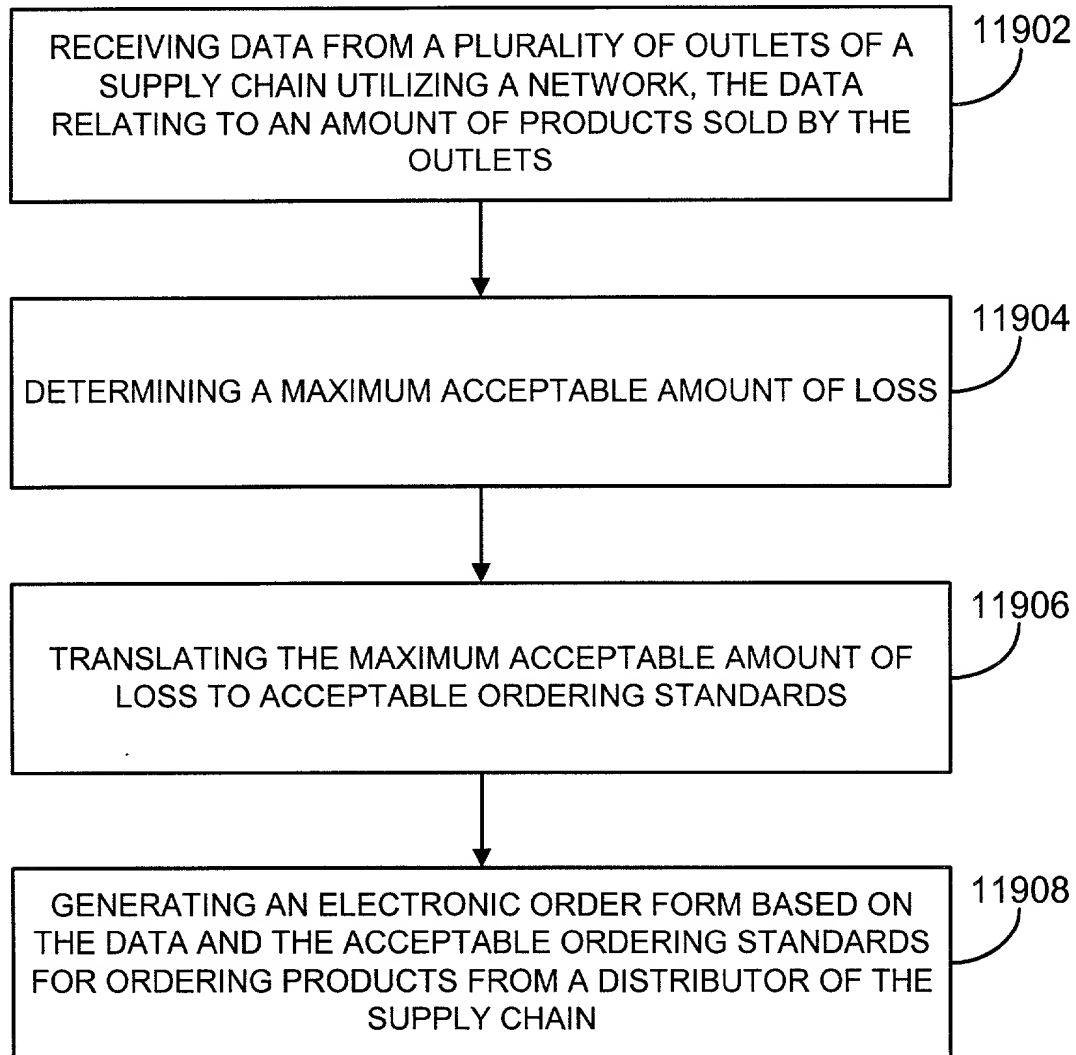 RECEIVING DATA FROM A PLURALITY OF OUTLETS OF A
SUPPLY CHAIN UTILIZING A NETWORK, THE DATA
RELATING TO AN AMOUNT OF PRODUCTS SOLD BY THE
OUTLETS
11902
DETERMINING A MAXIMUM ACCEPTABLE AMOUNT OF LOSS
11904
TRANSLATING THE MAXIMUM ACCEPTABLE AMOUNT OF
LOSS TO ACCEPTABLE ORDERING STANDARDS
11906
GENERATING AN ELECTRONIC ORDER FORM BASED ON
THE DATA AND THE ACCEPTABLE ORDERING STANDARDS
FOR ORDERING PRODUCTS FROM A DISTRIBUTOR OF THE
SUPPLY CHAIN
11908